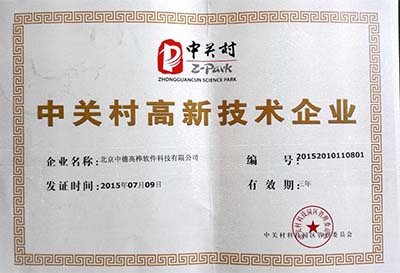 中关村
Z-Park
ZHONGGUANCUN SCIENCE PARK
中关村高新技术企业
企业名称:北京中德高桦软件科技有限公司
编 号:20152010110801
发证时间:2015年07月09日
有 效 期:三年
中关村科技园区管理委员会